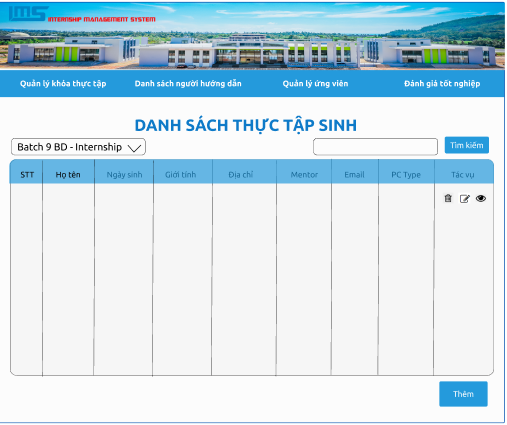 IMS INTERNSHIP MANAGEMENT SYSTEM
Quản lý khóa thực tập Danh sách người hướng dẫn Quản lý ứng viên Đánh giá tốt nghiệp
DANH SÁCH THỰC TẬP SINH
Batch 9 BD - Internship Tìm kiếm
STT Họ tên Ngày sinh Giới tính Địa chỉ Mentor Email PC Type Tác vụ
Thêm